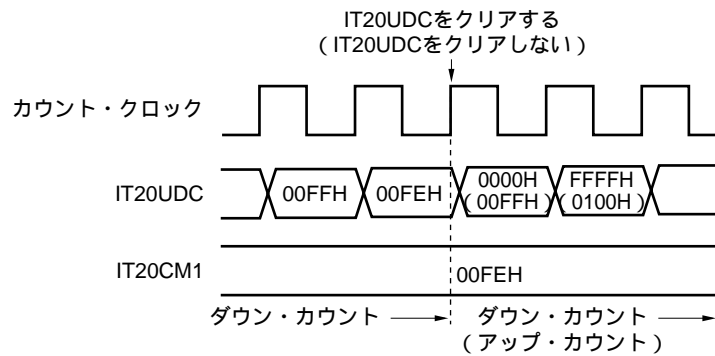 IT20UDCをクリアする
（IT20UDCをクリアしない）
カウント・クロック
IT20UDC
00FFH
00FEH
0000H
（00FFH）
FFFFH
（0100H）
IT20CM1
00FEH
ダウン・カウント
ダウン・カウント
（アップ・カウント）